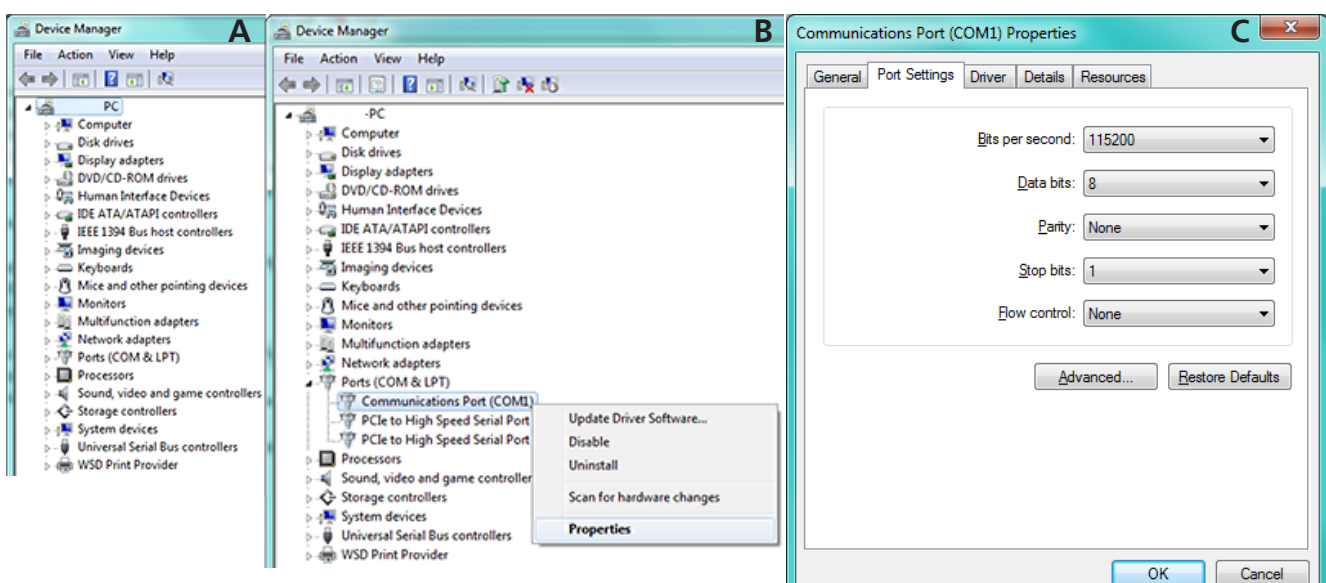 Device Manager
A
File Action View Help
PC
Computer
Disk drives
Display adapters
DVD/CD-ROM drives
Human Interface Devices
IDE ATA/ATAPI controllers
IEEE 1394 Bus host controllers
Imaging devices
Keyboards
Mice and other pointing devices
Monitors
Multifunction adapters
Network adapters
Ports (COM & LPT)
Processors
Sound, video and game controllers
Storage controllers
System devices
Universal Serial Bus controllers
WSD Print Provider
Device Manager
B
File Action View Help
-PC
Computer
Disk drives
Display adapters
DVD/CD-ROM drives
Human Interface Devices
IDE ATA/ATAPI controllers
IEEE 1394 Bus host controllers
Imaging devices
Keyboards
Mice and other pointing devices
Monitors
Multifunction adapters
Network adapters
Ports (COM & LPT)
Communications Port (COM1)
PCIe to High Speed Serial Port
PCIe to High Speed Serial Port
Processors
Sound, video and game controller
Storage controllers
System devices
Universal Serial Bus controllers
WSD Print Provider
Update Driver Software...
Disable
Uninstall
Scan for hardware changes
Properties
Communications Port (COM1) Properties
C
General Port Settings Driver Details Resources
Bits per second: 115200
Data bits: 8
Parity: None
Stop bits: 1
Flow control: None
Advanced... Restore Defaults
OK Cancel